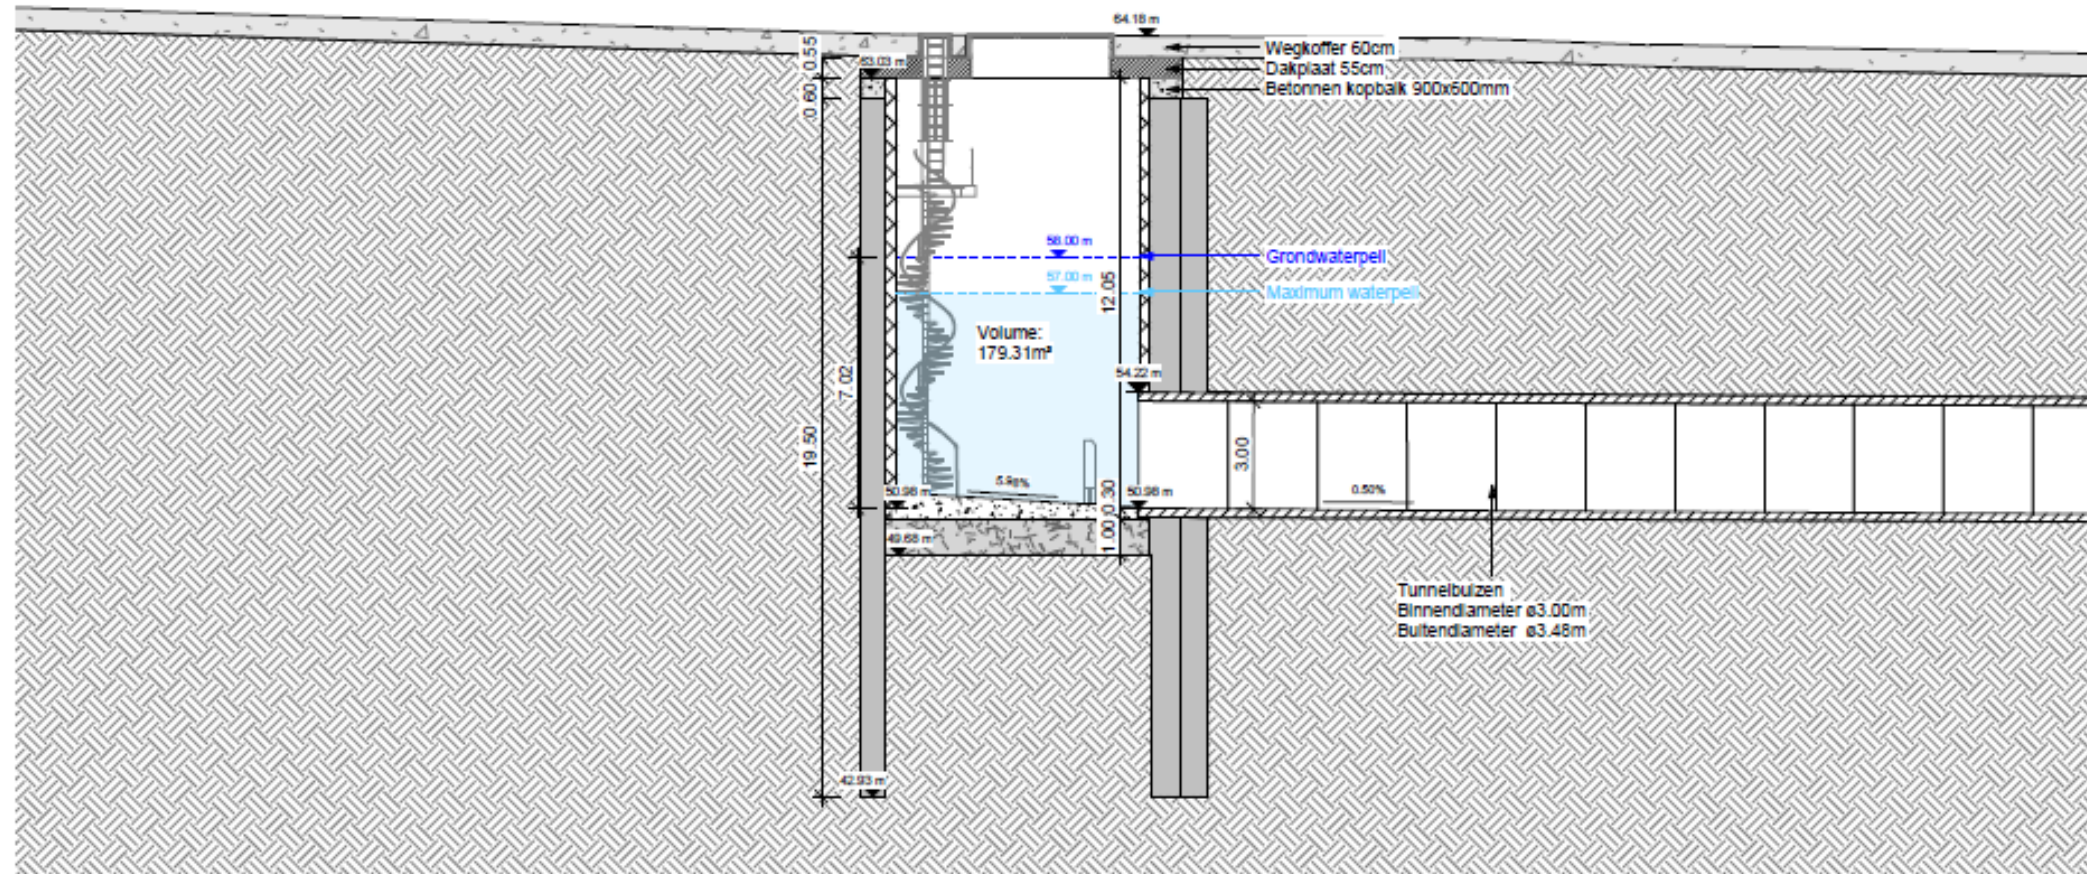 64.18 m
Wegkoffer 60cm
Dakplaat 55cm
Betonnen kopbalk 900x600mm
0.55
63.03 m
0.60
58.00 m
Grondwaterpeil
57.00 m
Maximum waterpeil
12.05
Volume:
179.31m³
54.22 m
7.02
19.50
3.00
5.98%
0.50%
50.98 m
0.30
50.98 m
1.00
49.68 m
Tunnelbuizen
Binnendiameter ø3.00m
Buitendiameter ø3.48m
42.93 m